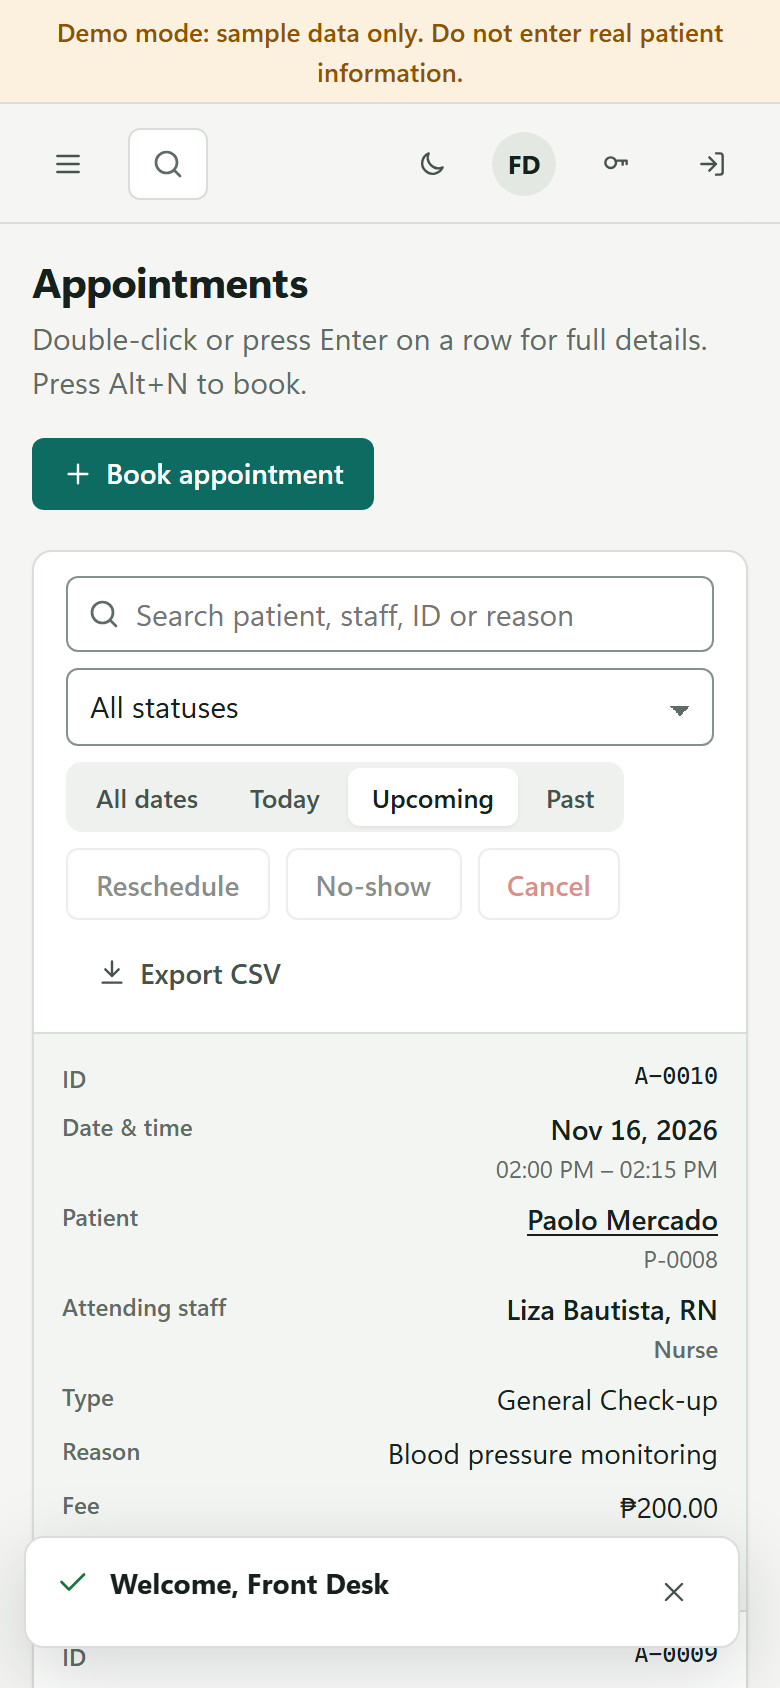 Demo mode: sample data only. Do not enter real patient
information.
FD
Appointments
Double-click or press Enter on a row for full details.
Press Alt+N to book.
Book appointment
Search patient, staff, ID or reason
All statuses
All dates Today Upcoming Past
Reschedule No-show Cancel
Export CSV
ID A-0010
Date & time Nov 16, 2026
02:00 PM – 02:15 PM
Patient Paolo Mercado
P-0008
Attending staff Liza Bautista, RN
Nurse
Type General Check-up
Reason Blood pressure monitoring
Fee ₱200.00
Welcome, Front Desk
ID A-0009